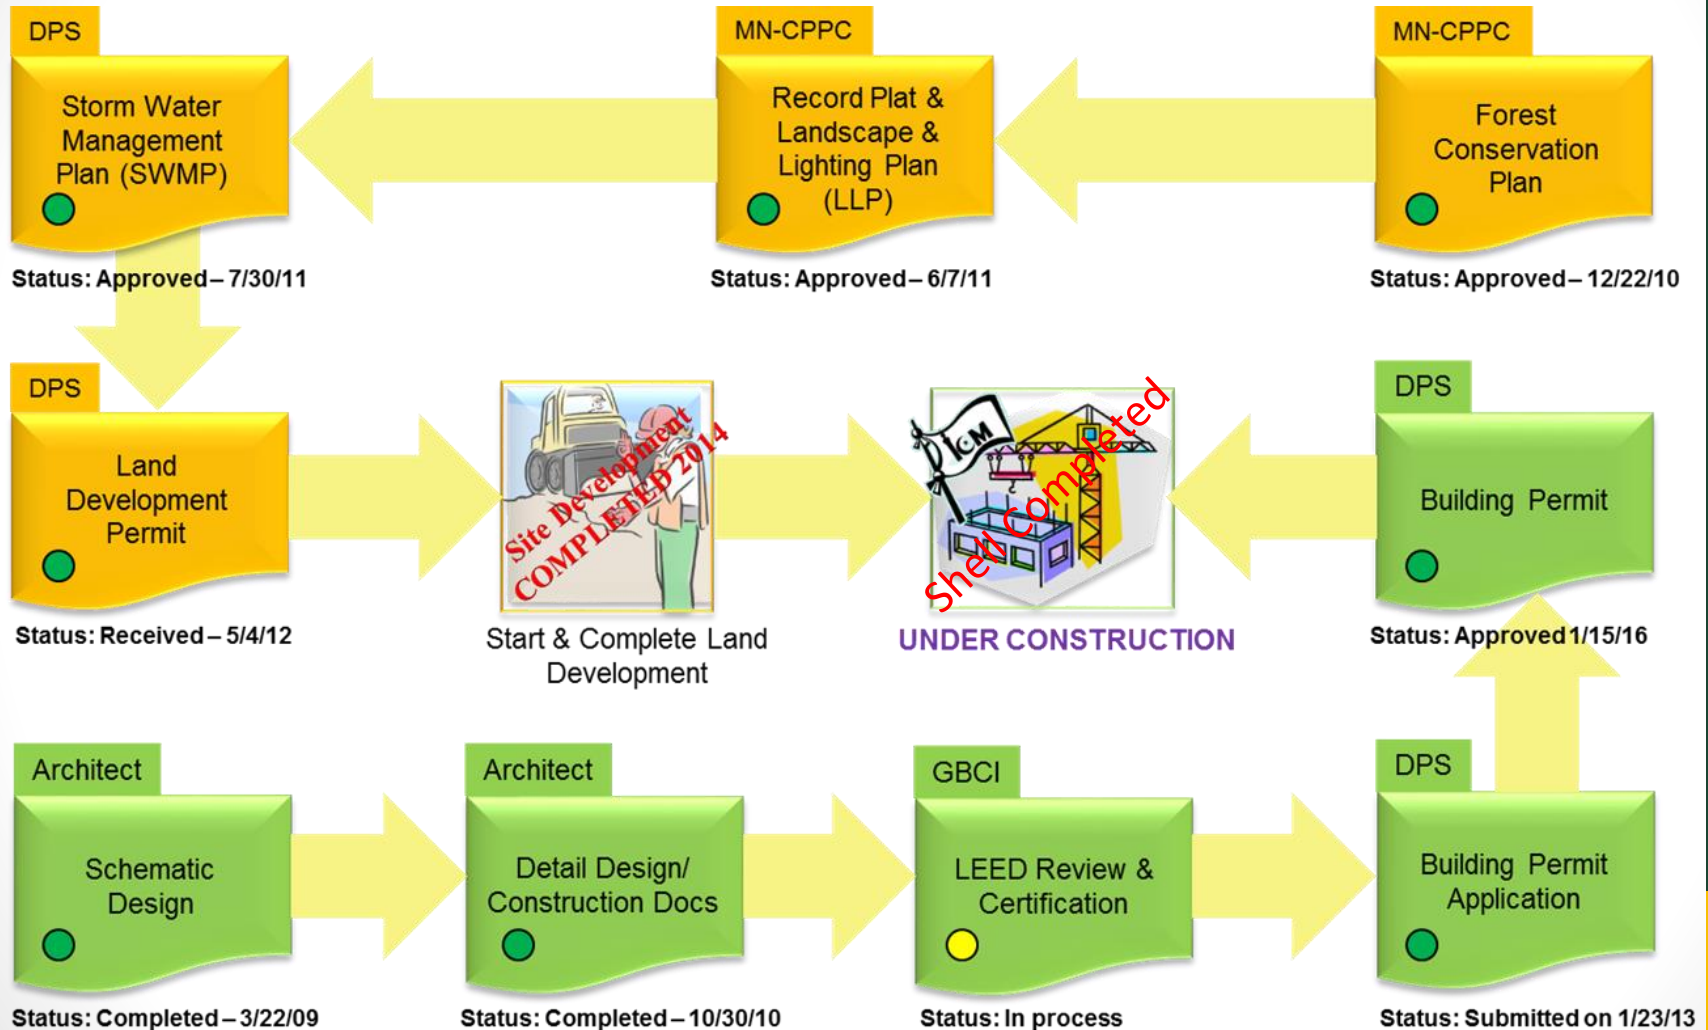 DPS
Storm Water
Management
Plan (SWMP)
Status: Approved – 7/30/11
MN-CPPC
Record Plat &
Landscape &
Lighting Plan
(LLP)
Status: Approved – 6/7/11
MN-CPPC
Forest
Conservation
Plan
Status: Approved – 12/22/10
DPS
Land
Development
Permit
Status: Received – 5/4/12
Site Development
COMPLETED 2014
Start & Complete Land
Development
ICM
Shell Completed
UNDER CONSTRUCTION
DPS
Building Permit
Status: Approved 1/15/16
Architect
Schematic
Design
Status: Completed – 3/22/09
Architect
Detail Design/
Construction Docs
Status: Completed – 10/30/10
GBCI
LEED Review &
Certification
Status: In process
DPS
Building Permit
Application
Status: Submitted on 1/23/13